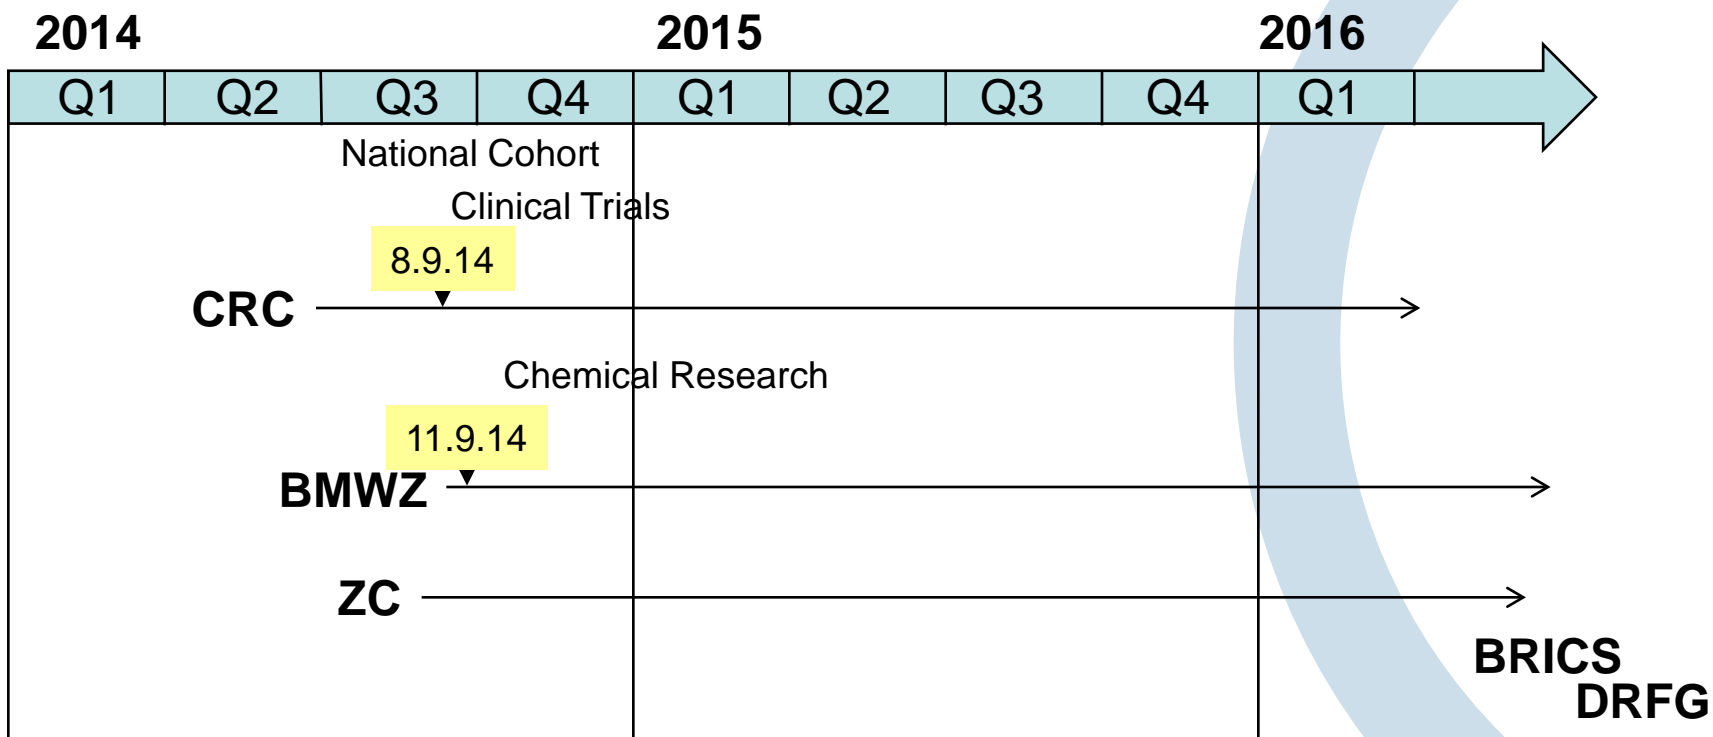 2014 2015 2016
Q1 Q2 Q3 Q4 Q1 Q2 Q3 Q4 Q1
National Cohort
Clinical Trials
8.9.14
CRC
Chemical Research
11.9.14
BMWZ
ZC
BRICS
DRFG